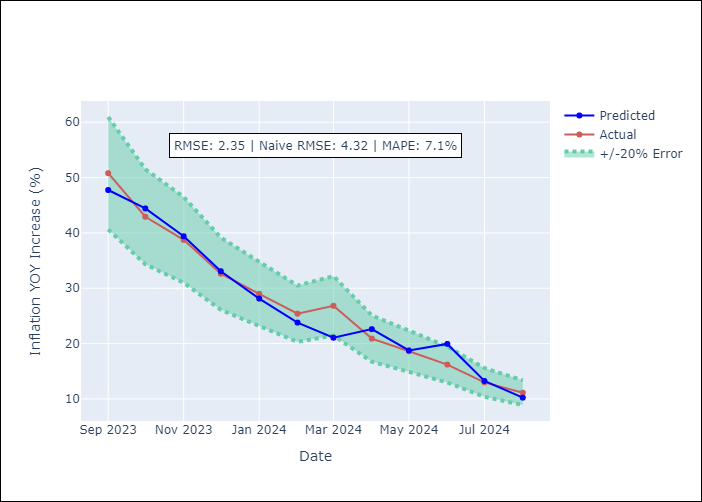 RMSE: 2.35 | Naive RMSE: 4.32 | MAPE: 7.1%
Predicted
Actual
+/-20% Error
Inflation YOY Increase (%)
60
50
40
30
20
10
Sep 2023
Nov 2023
Jan 2024
Mar 2024
May 2024
Jul 2024
Date